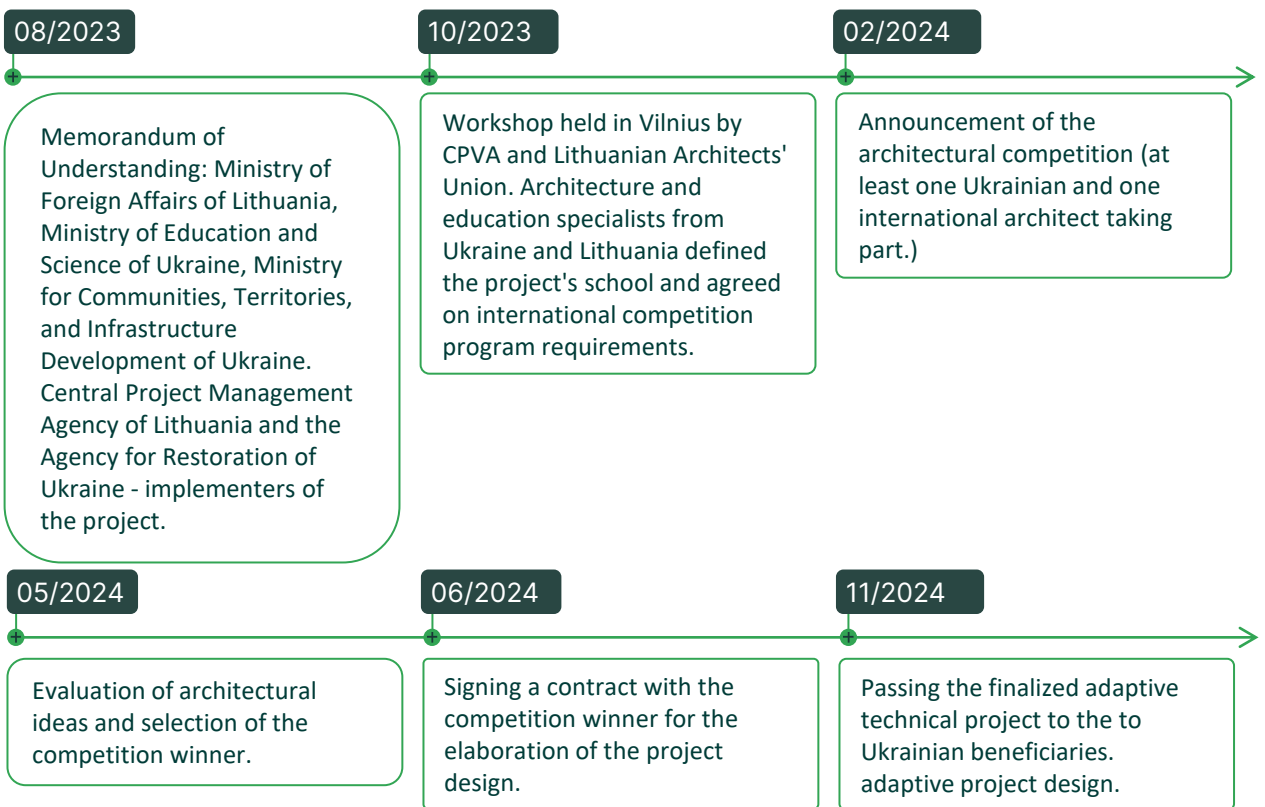 08/2023
Memorandum of
Understanding: Ministry of
Foreign Affairs of Lithuania,
Ministry of Education and
Science of Ukraine, Ministry
for Communities, Territories,
and Infrastructure
Development of Ukraine.
Central Project Management
Agency of Lithuania and the
Agency for Restoration of
Ukraine - implementers of
the project.
10/2023
Workshop held in Vilnius by
CPVA and Lithuanian Architects'
Union. Architecture and
education specialists from
Ukraine and Lithuania defined
the project's school and agreed
on international competition
program requirements.
02/2024
Announcement of the
architectural competition (at
least one Ukrainian and one
international architect taking
part.)
05/2024
Evaluation of architectural
ideas and selection of the
competition winner.
06/2024
Signing a contract with the
competition winner for the
elaboration of the project
design.
11/2024
Passing the finalized adaptive
technical project to the to
Ukrainian beneficiaries.
adaptive project design.